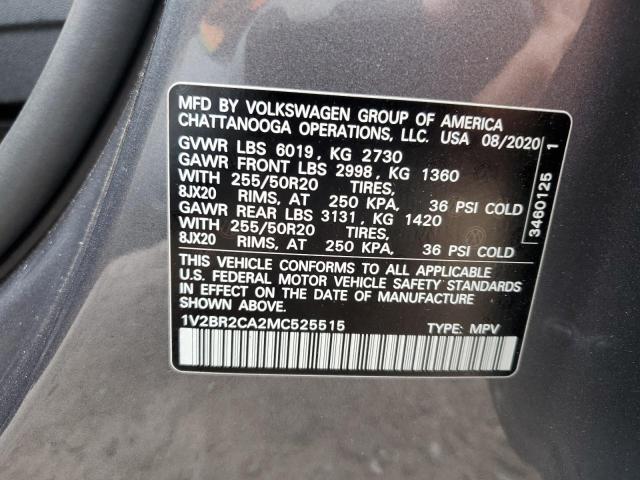 MFD BY VOLKSWAGEN GROUP OF AMERICA
CHATTANOOGA OPERATIONS, LLC. USA 08/2020
GVWR LBS 6019, KG 2730
GAWR FRONT LBS 2998, KG 1360
WITH 255/50R20 TIRES,
8JX20 RIMS, AT 250 KPA, 36 PSI COLD
GAWR REAR LBS 3131, KG 1420
WITH 255/50R20 TIRES,
8JX20 RIMS, AT 250 KPA, 36 PSI COLD
THIS VEHICLE CONFORMS TO ALL APPLICABLE
U.S. FEDERAL MOTOR VEHICLE SAFETY STANDARDS
IN EFFECT ON THE DATE OF MANUFACTURE
SHOWN ABOVE.
1V2BR2CA2MC525515 TYPE: MPV
3460125 1